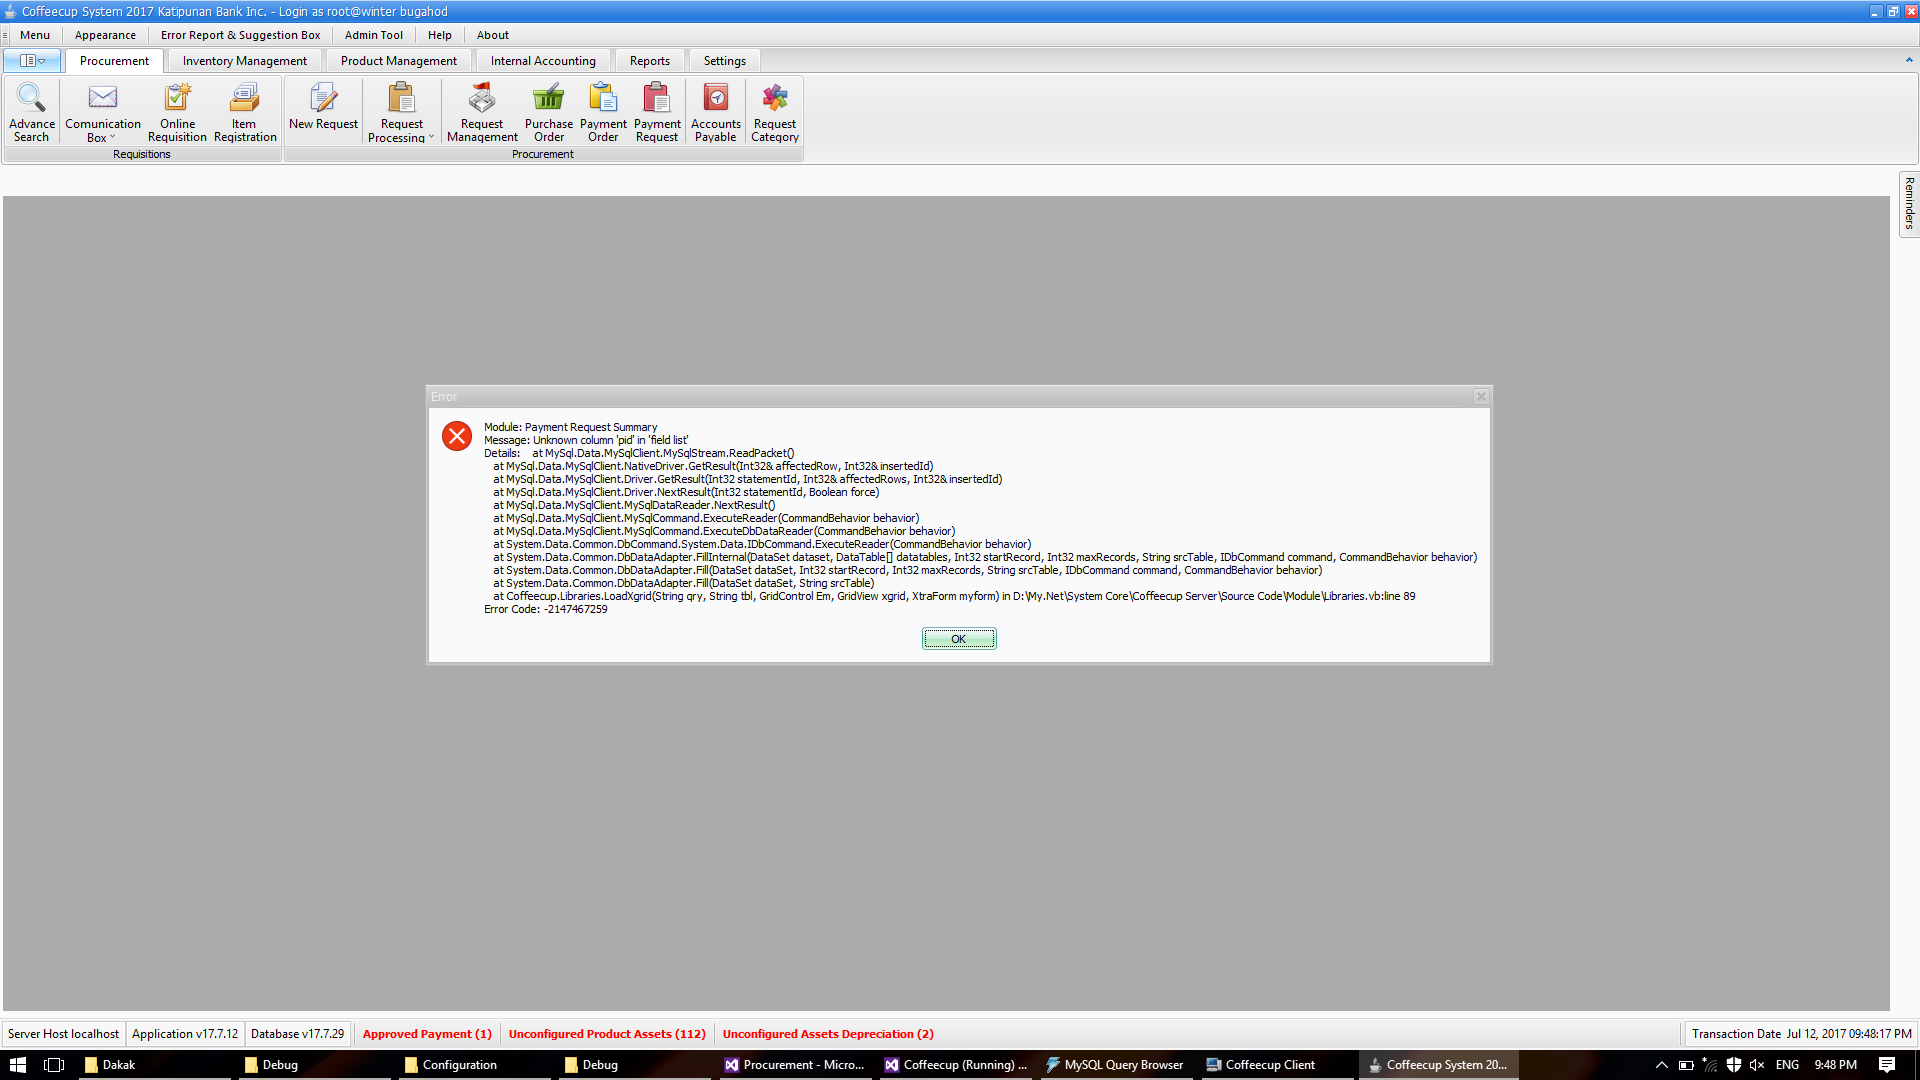 Coffeecup System 2017 Katipunan Bank Inc. - Login as root@winter bugahod
Menu Appearance Error Report & Suggestion Box Admin Tool Help About
Procurement Inventory Management Product Management Internal Accounting Reports Settings
Advance Search
Comunication Box
Online Requisition
Item Registration
New Request
Request Processing
Request Management
Purchase Order
Payment Order
Payment Request
Accounts Payable
Request Category
Requisitions
Procurement
Reminders
Error
Module: Payment Request Summary
Message: Unknown column 'pid' in 'field list'
Details:    at MySql.Data.MySqlClient.MySqlStream.ReadPacket()
at MySql.Data.MySqlClient.NativeDriver.GetResult(Int32& affectedRow, Int32& insertedId)
at MySql.Data.MySqlClient.Driver.GetResult(Int32 statementId, Int32& affectedRows, Int32& insertedId)
at MySql.Data.MySqlClient.Driver.NextResult(Int32 statementId, Boolean force)
at MySql.Data.MySqlClient.MySqlDataReader.NextResult()
at MySql.Data.MySqlClient.MySqlCommand.ExecuteReader(CommandBehavior behavior)
at MySql.Data.MySqlClient.MySqlCommand.ExecuteDbDataReader(CommandBehavior behavior)
at System.Data.Common.DbCommand.System.Data.IDbCommand.ExecuteReader(CommandBehavior behavior)
at System.Data.Common.DbDataAdapter.FillInternal(DataSet dataset, DataTable[] datatables, Int32 startRecord, Int32 maxRecords, String srcTable, IDbCommand command, CommandBehavior behavior)
at System.Data.Common.DbDataAdapter.Fill(DataSet dataSet, Int32 startRecord, Int32 maxRecords, String srcTable, IDbCommand command, CommandBehavior behavior)
at System.Data.Common.DbDataAdapter.Fill(DataSet dataSet, String srcTable)
at Coffeecup.Libraries.LoadXgrid(String qry, String tbl, GridControl Em, GridView xgrid, XtraForm myform) in D:\My.Net\System Core\Coffeecup Server\Source Code\Module\Libraries.vb:line 89
Error Code: -2147467259
OK
Server Host localhost Application v17.7.12 Database v17.7.29 Approved Payment (1) Unconfigured Product Assets (112) Unconfigured Assets Depreciation (2) Transaction Date Jul 12, 2017 09:48:17 PM
Dakak Debug Configuration Debug Procurement - Micro... Coffeecup (Running) ... MySQL Query Browser Coffeecup Client Coffeecup System 20... ENG 9:48 PM